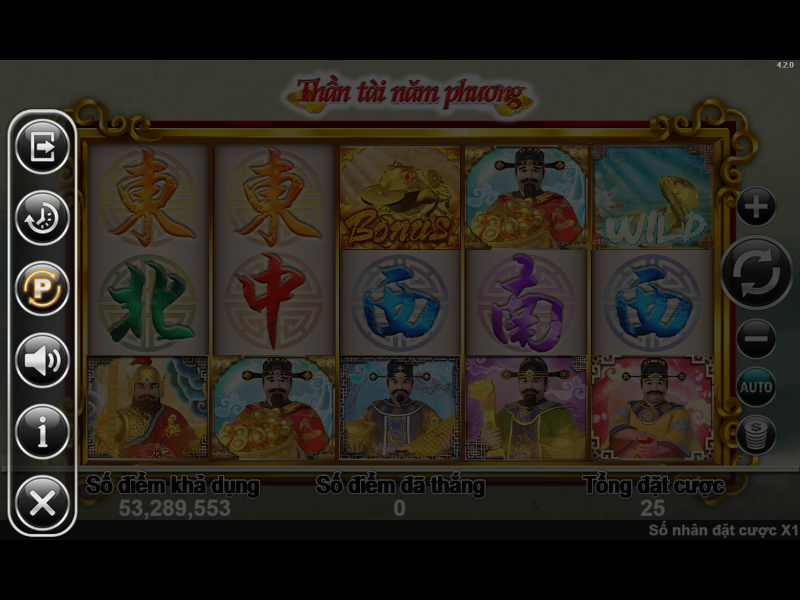 4.2.0
Thần tài năm phương
東 東 Bonus WILD
北 中 西 南 西
P
AUTO
Số điểm khả dụng Số điểm đã thắng Tổng đặt cược
53,289,553 0 25
Số nhân đặt cược X1